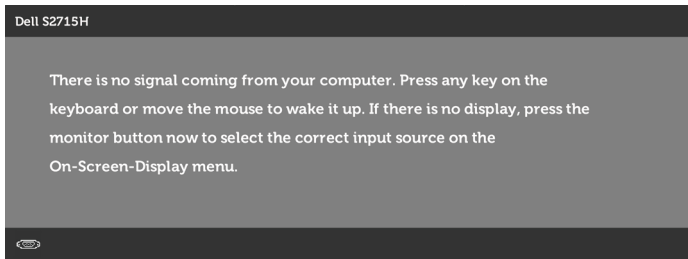 Dell S2715H
There is no signal coming from your computer. Press any key on the
keyboard or move the mouse to wake it up. If there is no display, press the
monitor button now to select the correct input source on the
On-Screen-Display menu.